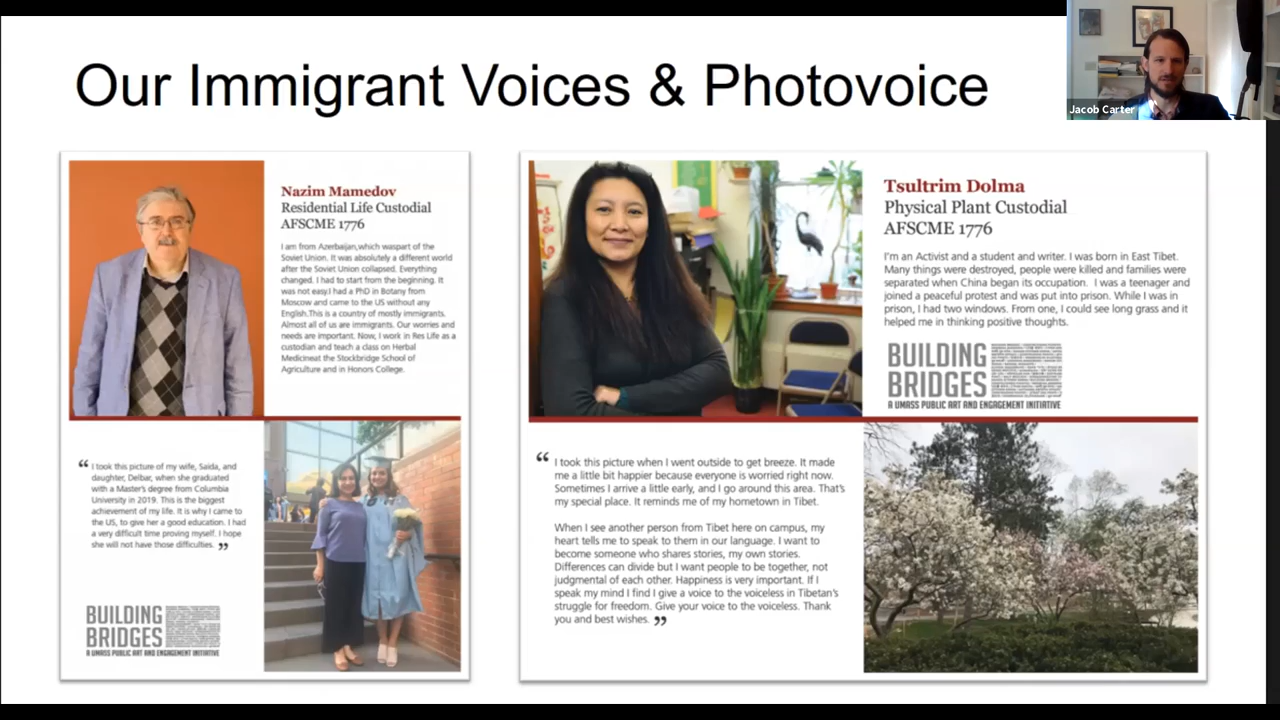 Our Immigrant Voices & Photovoice
Jacob Carter
Nazim Mamedov
Residential Life Custodial
AFSCME 1776
I am from Azerbaijan,which waspart of the
Soviet Union. It was absolutely a different world
after the Soviet Union collapsed. Everything
changed. I had to start from the beginning. It
was not easy.I had a PhD in Botany from
Moscow and came to the US without any
English.This is a country of mostly immigrants.
Almost all of us are immigrants. Our worries and
needs are important. Now, I work in Res Life as a
custodian and teach a class on Herbal
Medicineat the Stockbridge School of
Agriculture and in Honors College.
“ I took this picture of my wife, Saida, and
daughter, Delbar, when she graduated
with a Master's degree from Columbia
University in 2019. This is the biggest
achievement of my life. It is why I came to
the US, to give her a good education. I had
a very difficult time proving myself. I hope
she will not have those difficulties. ”
BUILDING
BRIDGES
A UMASS PUBLIC ART AND ENGAGEMENT INITIATIVE
Tsultrim Dolma
Physical Plant Custodial
AFSCME 1776
I'm an Activist and a student and writer. I was born in East Tibet.
Many things were destroyed, people were killed and families were
separated when China began its occupation.  I was a teenager and
joined a peaceful protest and was put into prison. While I was in
prison, I had two windows. From one, I could see long grass and it
helped me in thinking positive thoughts.
BUILDING
BRIDGES
A UMASS PUBLIC ART AND ENGAGEMENT INITIATIVE
“ I took this picture when I went outside to get breeze. It made
me a little bit happier because everyone is worried right now.
Sometimes I arrive a little early, and I go around this area. That's
my special place. It reminds me of my hometown in Tibet.
When I see another person from Tibet here on campus, my
heart tells me to speak to them in our language. I want to
become someone who shares stories, my own stories.
Differences can divide but I want people to be together, not
judgmental of each other. Happiness is very important. If I
speak my mind I find I give a voice to the voiceless in Tibetan's
struggle for freedom. Give your voice to the voiceless. Thank
you and best wishes. ”